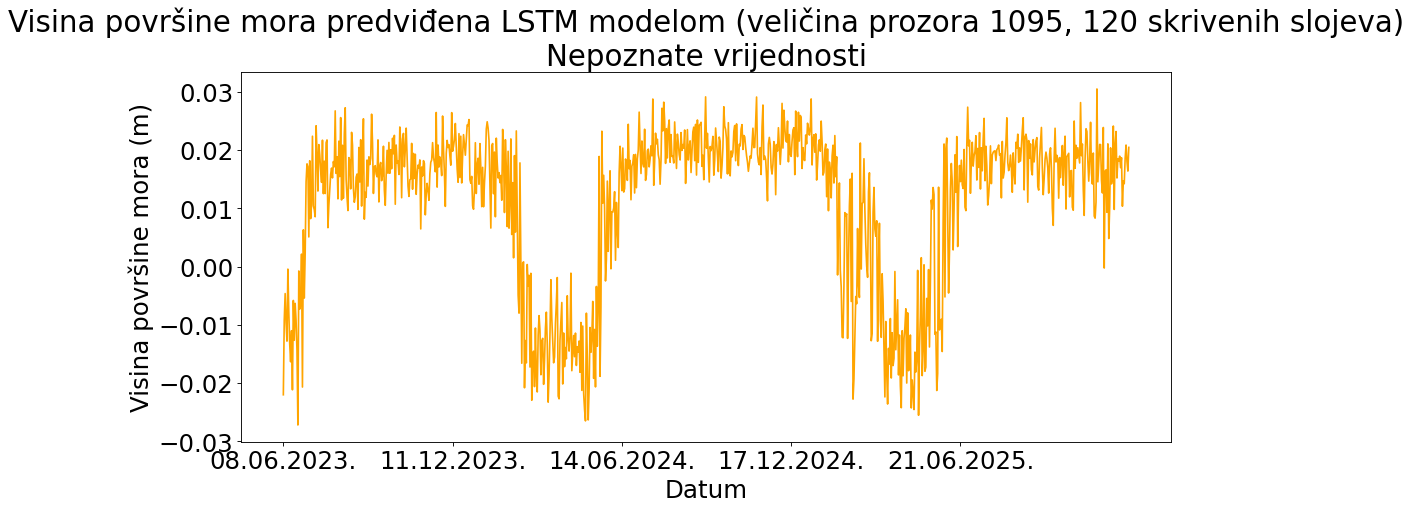 Visina površine mora predviđena LSTM modelom (veličina prozora 1095, 120 skrivenih slojeva)
Nepoznate vrijednosti
Visina površine mora (m)
0.03
0.02
0.01
0.00
−0.01
−0.02
−0.03
08.06.2023. 11.12.2023. 14.06.2024. 17.12.2024. 21.06.2025.
Datum